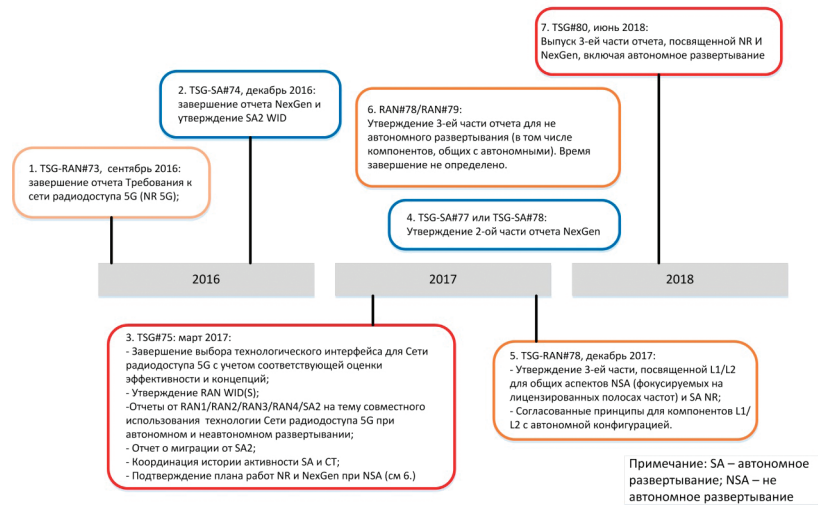 1. TSG-RAN#73,  сентябрь 2016:
завершение отчета Требования к
сети радиодоступа 5G (NR 5G);
2. TSG-SA#74, декабрь 2016:
завершение отчета NexGen и
утверждение SA2 WID
6. RAN#78/RAN#79:
Утверждение 3-ей части отчета для не
автономного развертывания (в том числе
компонентов, общих с автономными). Время
завершение не определено.
4. TSG-SA#77 или TSG-SA#78:
Утверждение 2-ой части отчета NexGen
7. TSG#80, июнь 2018:
Выпуск 3-ей части отчета, посвященной NR И
NexGen, включая автономное развертывание
2016
2017
2018
3. TSG#75: март 2017:
- Завершение выбора технологического интерфейса для Сети
радиодоступа 5G с учетом соответствующей оценки
эффективности и концепций;
- Утверждение RAN WID(S);
-Отчеты от RAN1/RAN2/RAN3/RAN4/SA2 на тему совместного
использования  технологии Сети радиодоступа 5G при
автономном и неавтономном развертывании;
- Отчет о миграции от SA2;
- Координация истории активности SA и CT;
- Подтверждение плана работ NR и NexGen при NSA (см 6.)
5. TSG-RAN#78, декабрь 2017:
- Утверждение 3-ей части, посвященной L1/L2
для общих аспектов NSA (фокусируемых на
лицензированных полосах частот) и SA NR;
- Согласованные принципы для компонентов L1/
L2 с автономной конфигурацией.
Примечание: SA – автономное
развертывание; NSA – не
автономное развертывание